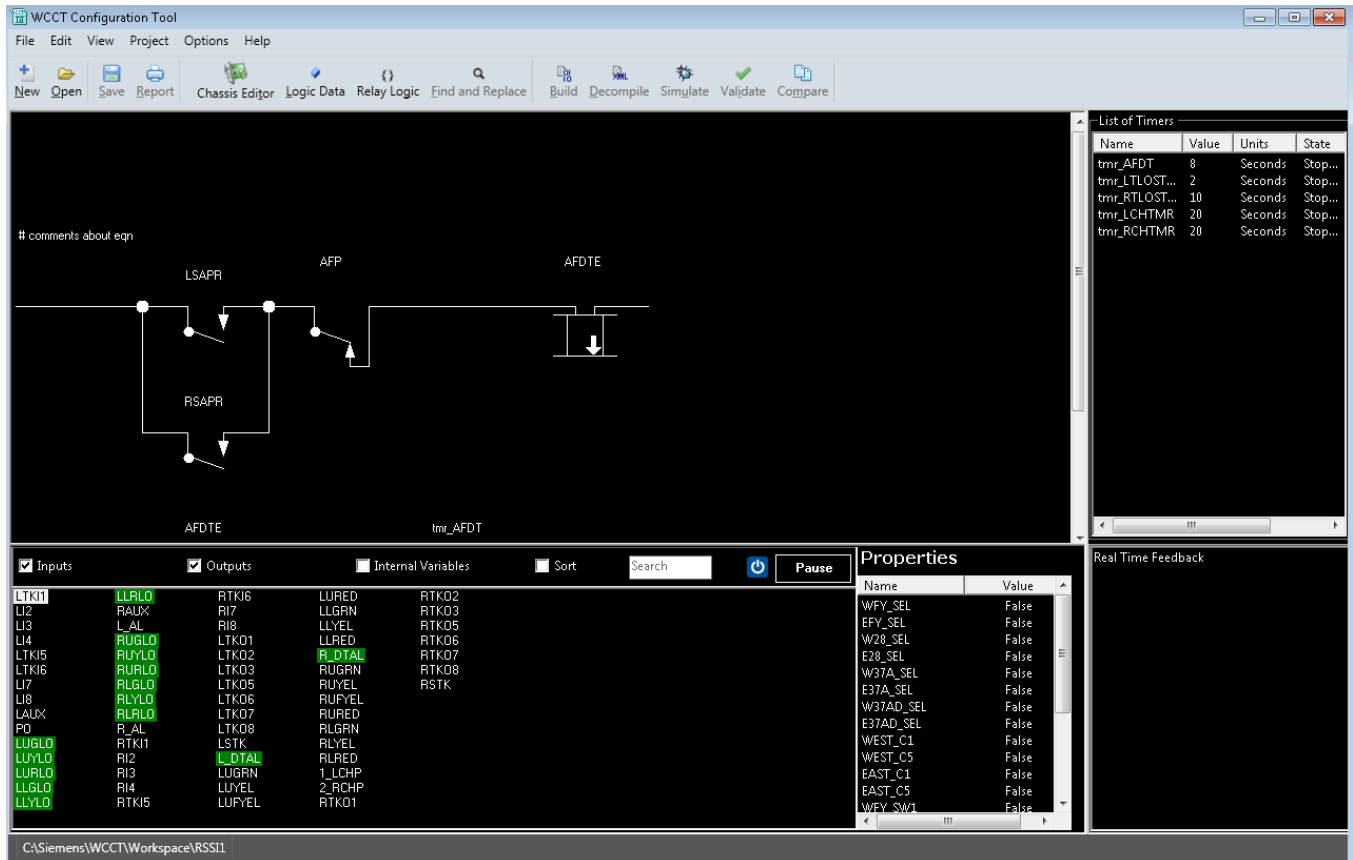 WCCT Configuration Tool
File Edit View Project Options Help
New Open Save Report Chassis Editor Logic Data Relay Logic Find and Replace Build Decompile Simulate Validate Compare
# comments about eqn
LSAPR AFP AFDTE
RSAPR
AFDTE tmr_AFDT
List of Timers
Name Value Units State
tmr_AFDT 8 Seconds Stop...
tmr_LTLOST... 2 Seconds Stop...
tmr_RTLOST... 10 Seconds Stop...
tmr_LCHTMR 20 Seconds Stop...
tmr_RCHTMR 20 Seconds Stop...
Inputs Outputs Internal Variables Sort Search Pause
LTKI1 LLRLO RTKI6 LURED RTKO2
LI2 RAUX RI7 LLGRN RTKO3
LI3 L_AL RI8 LLYEL RTKO5
LI4 RUGLO LTKO1 LLRED RTKO6
LTKI5 RUYLO LTKO2 R_DTAL RTKO7
LTKI6 RURLO LTKO3 RUGRN RTKO8
LI7 RLGLO LTKO5 RUYEL RSTK
LI8 RLYLO LTKO6 RUFYEL
LAUX RLRLO LTKO7 RURED
PO R_AL LTKO8 RLGRN
LUGLO RTKI1 LSTK RLYEL
LUYLO RI2 L_DTAL RLRED
LURLO RI3 LUGRN 1_LCHP
LLGLO RI4 LUYEL 2_RCHP
LLYLO RTKI5 LUFYEL RTKO1
Properties
Name Value
WFY_SEL False
EFY_SEL False
W28_SEL False
E28_SEL False
W37A_SEL False
E37A_SEL False
W37AD_SEL False
E37AD_SEL False
WEST_C1 False
WEST_C5 False
EAST_C1 False
EAST_C5 False
WFY_SW1 False
Real Time Feedback
C:\Siemens\WCCT\Workspace\RSSI1